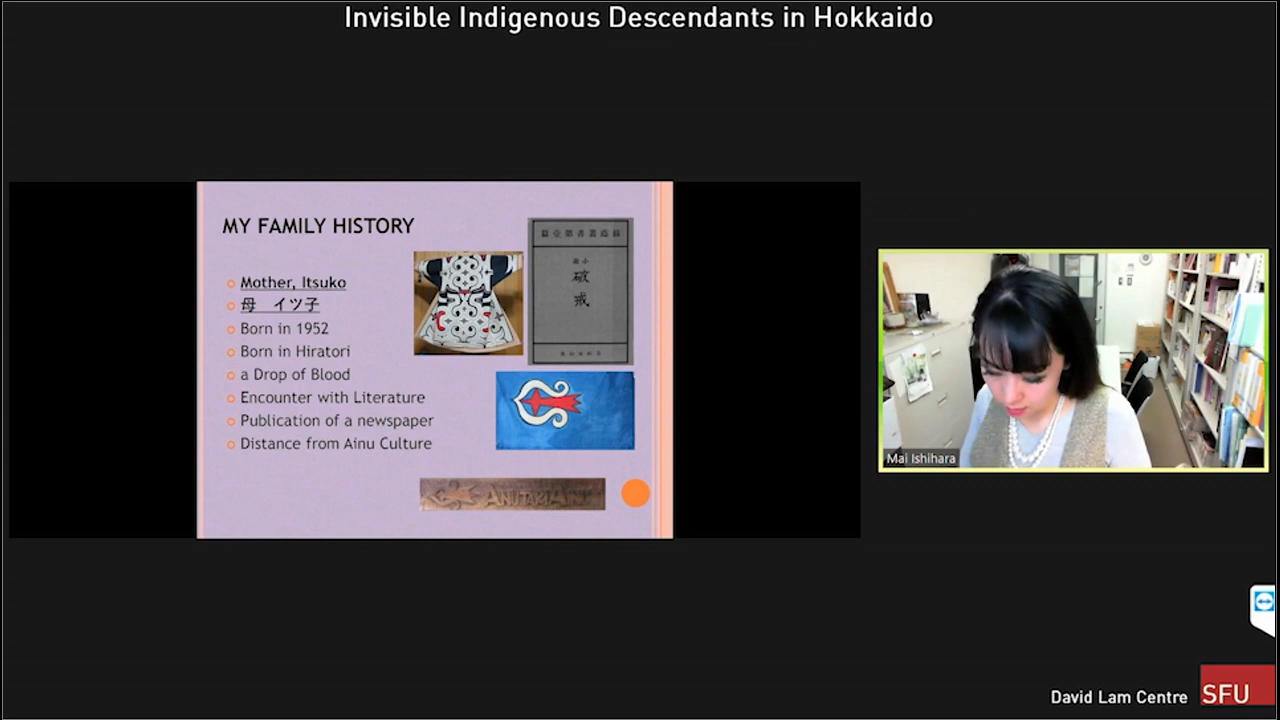 Invisible Indigenous Descendants in Hokkaido
MY FAMILY HISTORY
Mother, Itsuko
母 イツ子
Born in 1952
Born in Hiratori
a Drop of Blood
Encounter with Literature
Publication of a newspaper
Distance from Ainu Culture
小説
破戒
ANUTARI
Mai Ishihara
David Lam Centre
SFU